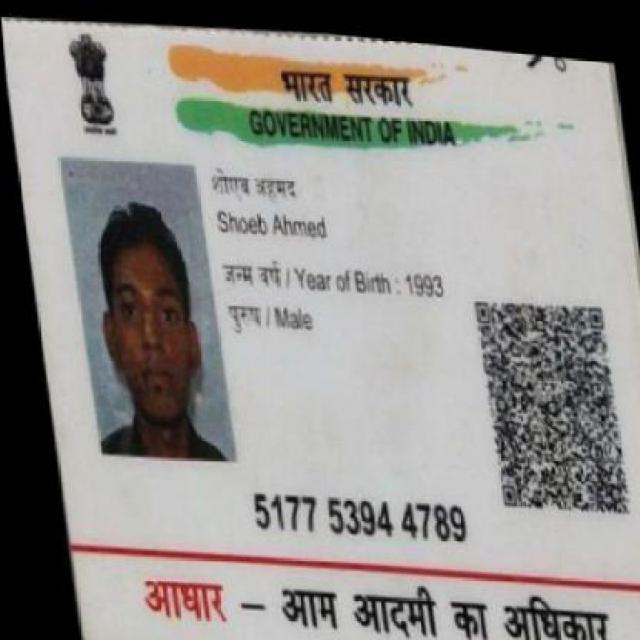 भारत सरकार
GOVERNMENT OF INDIA
शोएब अहमद
Shoeb Ahmed
जन्म वर्ष / Year of Birth : 1993
पुरुष / Male
5177 5394 4789
आधार – आम आदमी का अधिकार